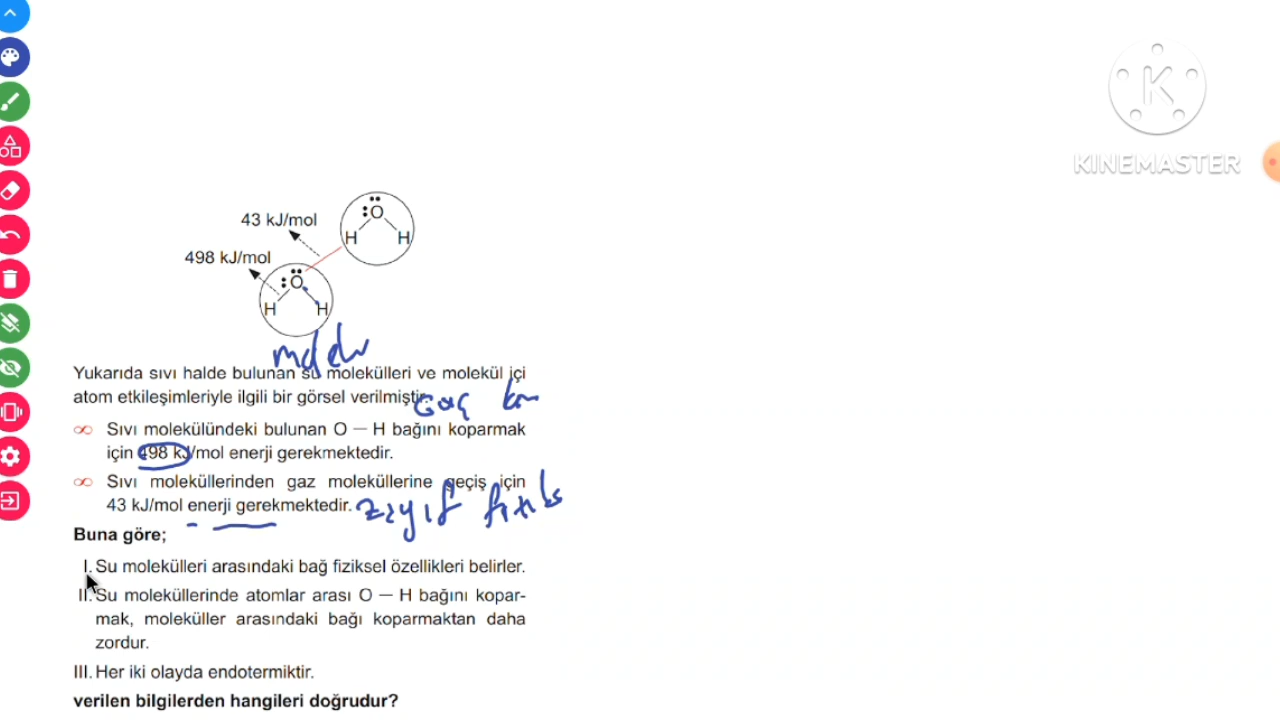 KINEMASTER
43 kJ/mol
O
H H
498 kJ/mol
O
H H
Yukarıda sıvı halde bulunan su molekülleri ve molekül içi
atom etkileşimleriyle ilgili bir görsel verilmiştir.
Sıvı molekülündeki bulunan O — H bağını koparmak
için 498 kJ/mol enerji gerekmektedir.
Sıvı moleküllerinden gaz moleküllerine geçiş için
43 kJ/mol enerji gerekmektedir.
zayıf fiziks
Buna göre;
I. Su molekülleri arasındaki bağ fiziksel özellikleri belirler.
II. Su moleküllerinde atomlar arası O — H bağını kopar-
mak, moleküller arasındaki bağı koparmaktan daha
zordur.
III. Her iki olayda endotermiktir.
verilen bilgilerden hangileri doğrudur?